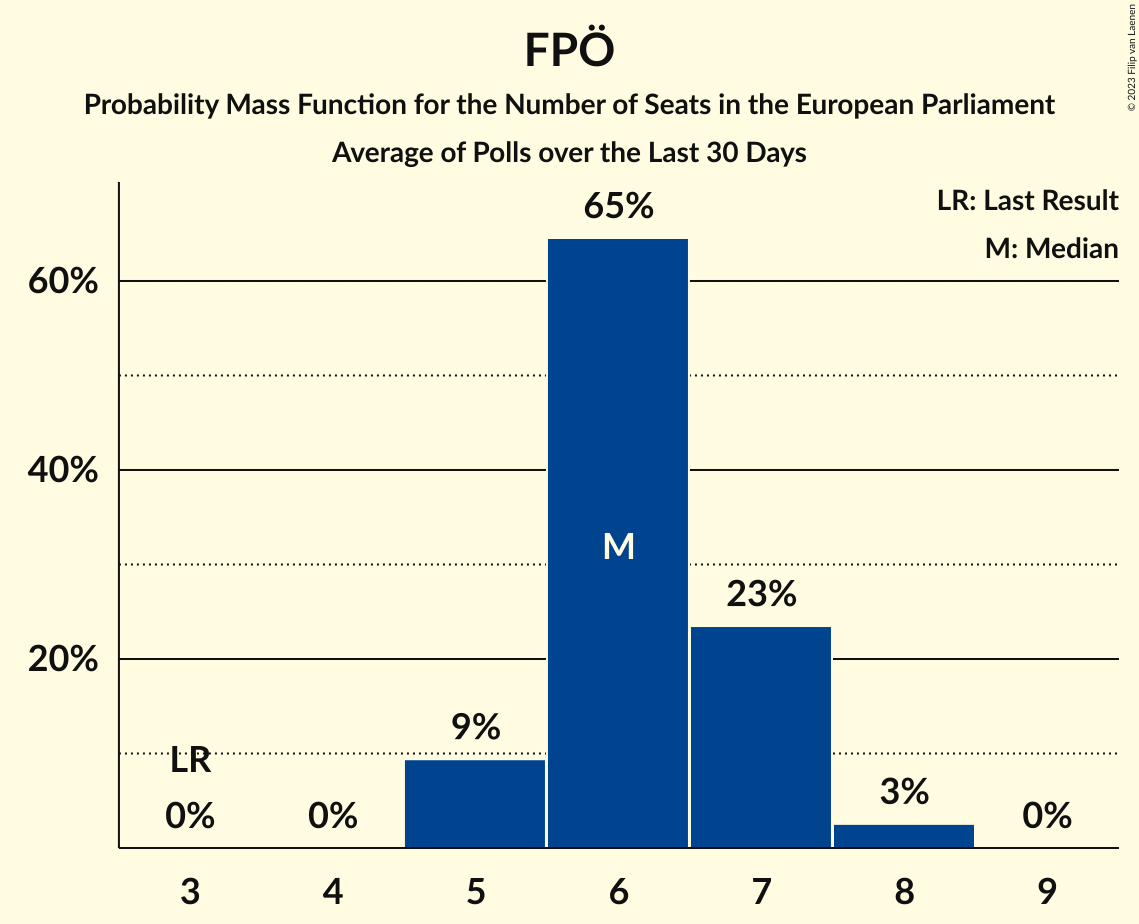 FPÖ
Probability Mass Function for the Number of Seats in the European Parliament
Average of Polls over the Last 30 Days
© 2023 Filip van Laenen
LR: Last Result
M: Median
60%
40%
20%
LR
0%
0%
9%
65%
M
23%
3%
0%
3
4
5
6
7
8
9